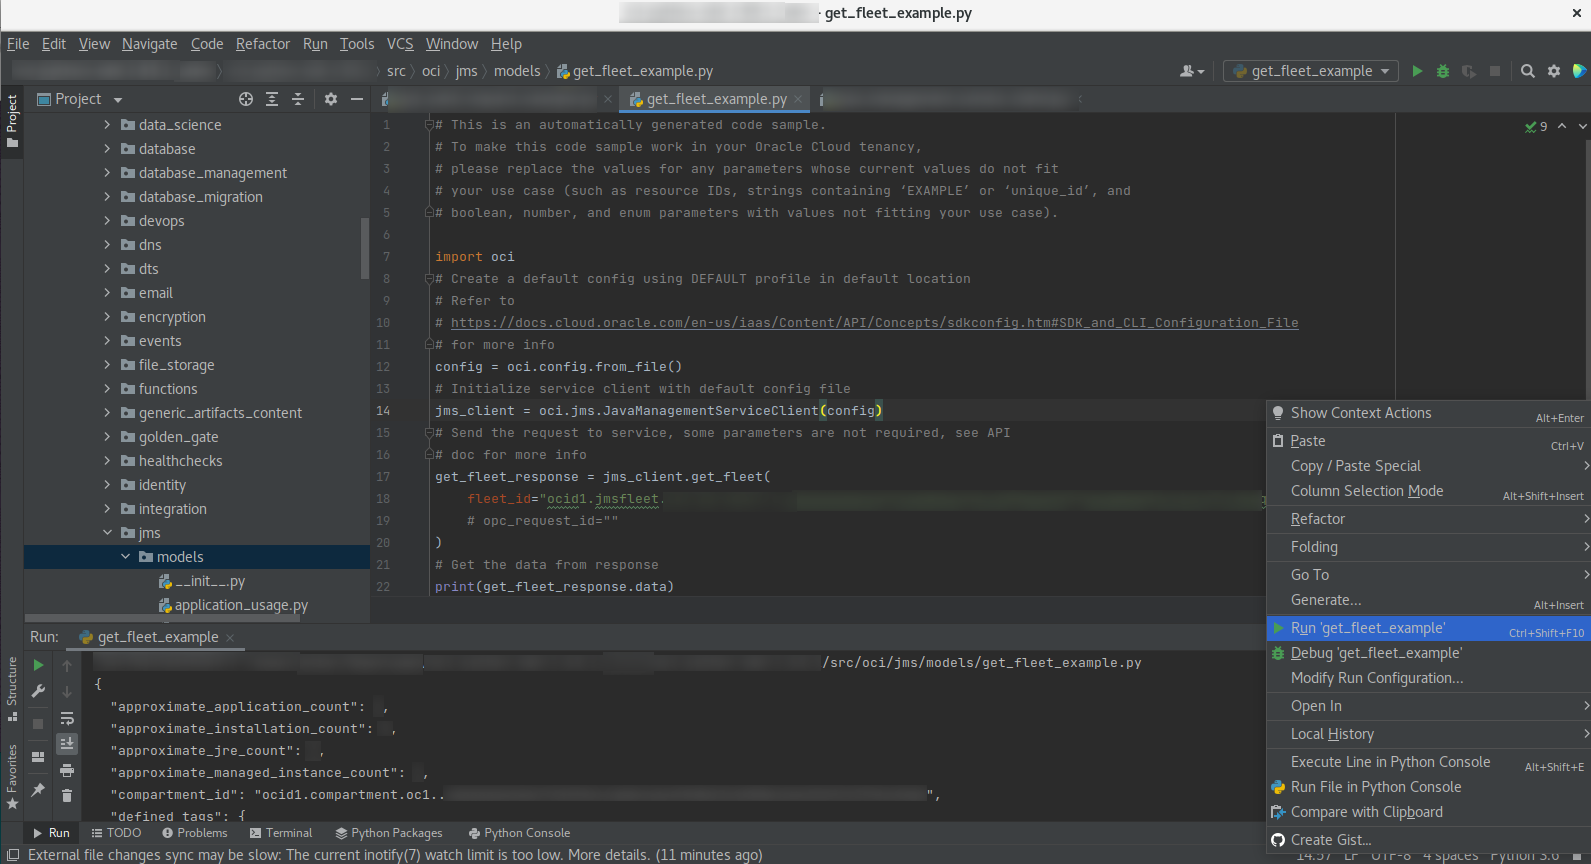 - get_fleet_example.py
File Edit View Navigate Code Refactor Run Tools VCS Window Help
src oci jms models get_fleet_example.py
get_fleet_example
Project
Project
get_fleet_example.py
data_science
database
database_management
database_migration
devops
dns
dts
email
encryption
events
file_storage
functions
generic_artifacts_content
golden_gate
healthchecks
identity
integration
jms
models
__init__.py
application_usage.py
9
1 # This is an automatically generated code sample.
2 # To make this code sample work in your Oracle Cloud tenancy,
3 # please replace the values for any parameters whose current values do not fit
4 # your use case (such as resource IDs, strings containing ‘EXAMPLE’ or ‘unique_id’, and
5 # boolean, number, and enum parameters with values not fitting your use case).
6
7 import oci
8 # Create a default config using DEFAULT profile in default location
9 # Refer to
10 # https://docs.cloud.oracle.com/en-us/iaas/Content/API/Concepts/sdkconfig.htm#SDK_and_CLI_Configuration_File
11 # for more info
12 config = oci.config.from_file()
13 # Initialize service client with default config file
14 jms_client = oci.jms.JavaManagementServiceClient(config)
15 # Send the request to service, some parameters are not required, see API
16 # doc for more info
17 get_fleet_response = jms_client.get_fleet(
18 fleet_id="ocid1.jmsfleet.
19 # opc_request_id=""
20 )
21 # Get the data from response
22 print(get_fleet_response.data)
Show Context Actions Alt+Enter
Paste Ctrl+V
Copy / Paste Special
Column Selection Mode Alt+Shift+Insert
Refactor
Folding
Go To
Generate... Alt+Insert
Run 'get_fleet_example' Ctrl+Shift+F10
Debug 'get_fleet_example'
Modify Run Configuration...
Open In
Local History
Execute Line in Python Console Alt+Shift+E
Run File in Python Console
Compare with Clipboard
Create Gist...
Run: get_fleet_example
Structure
Favorites
/src/oci/jms/models/get_fleet_example.py
{
"approximate_application_count": ,
"approximate_installation_count": ,
"approximate_jre_count": ,
"approximate_managed_instance_count": ,
"compartment_id": "ocid1.compartment.oc1.. ",
"defined_tags": {
Run TODO Problems Terminal Python Packages Python Console
External file changes sync may be slow: The current inotify(7) watch limit is too low. More details. (11 minutes ago)
14:57 LF UTF-8 4 spaces Python 3.6